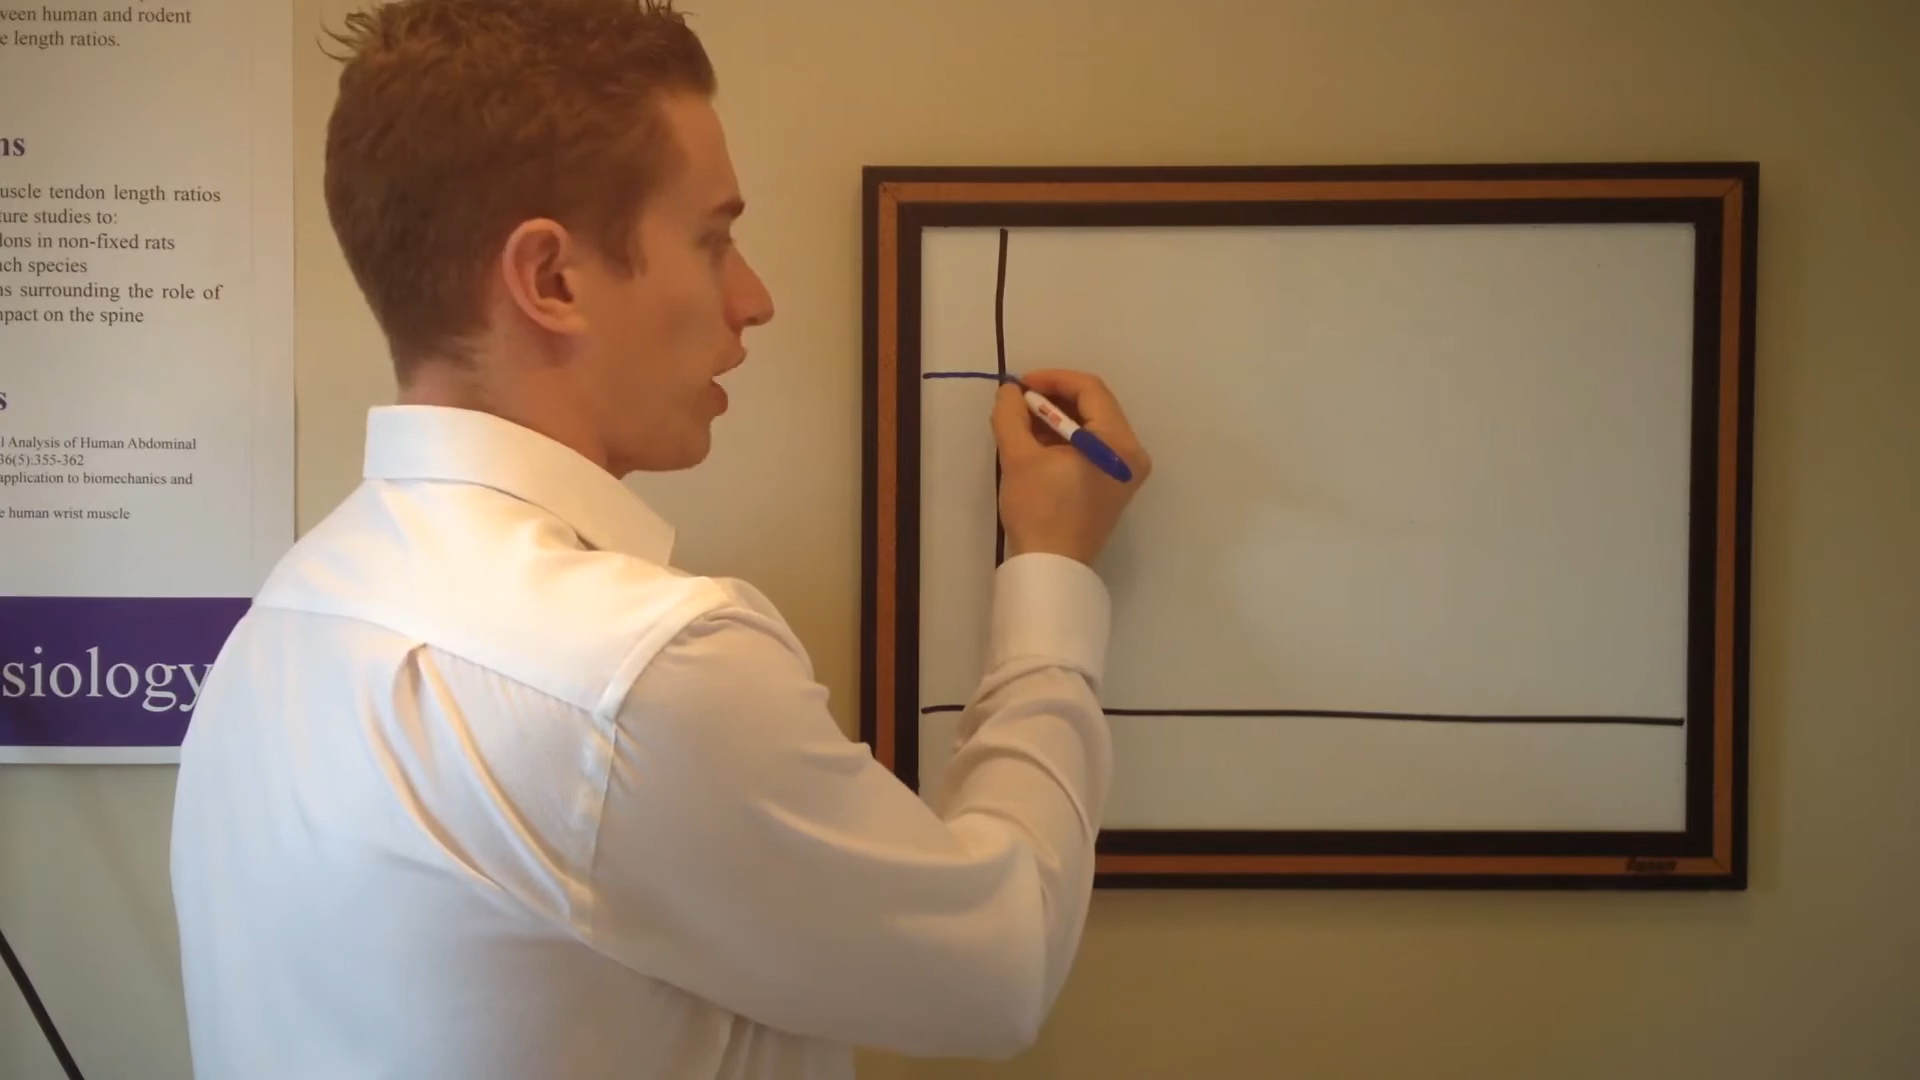 ween human and rodent
e length ratios.
ns
uscle tendon length ratios
ture studies to:
dons in non-fixed rats
ach species
ns surrounding the role of
mpact on the spine
s
l Analysis of Human Abdominal
36(5):355-362
application to biomechanics and
e human wrist muscle
siology